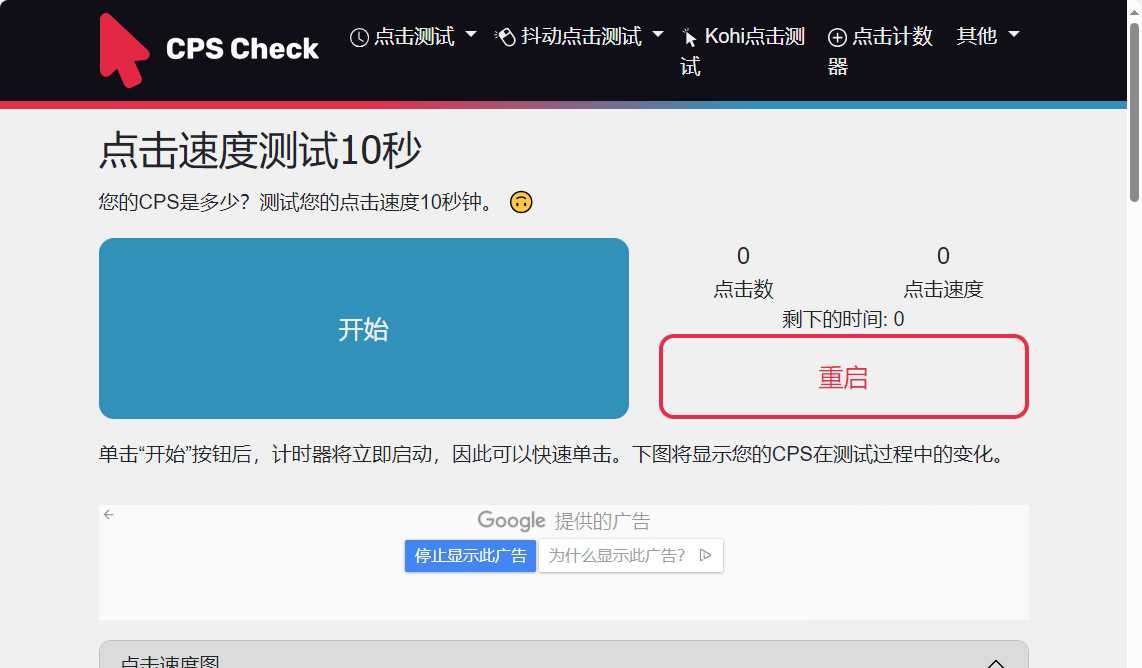 CPS Check
点击测试
抖动点击测试
Kohi点击测
试
点击计数
器
其他
点击速度测试10秒
您的CPS是多少？测试您的点击速度10秒钟。 🙃
开始
0
点击数
0
点击速度
剩下的时间: 0
重启
单击“开始”按钮后，计时器将立即启动，因此可以快速单击。下图将显示您的CPS在测试过程中的变化。
Google 提供的广告
停止显示此广告
为什么显示此广告？
点击速度图